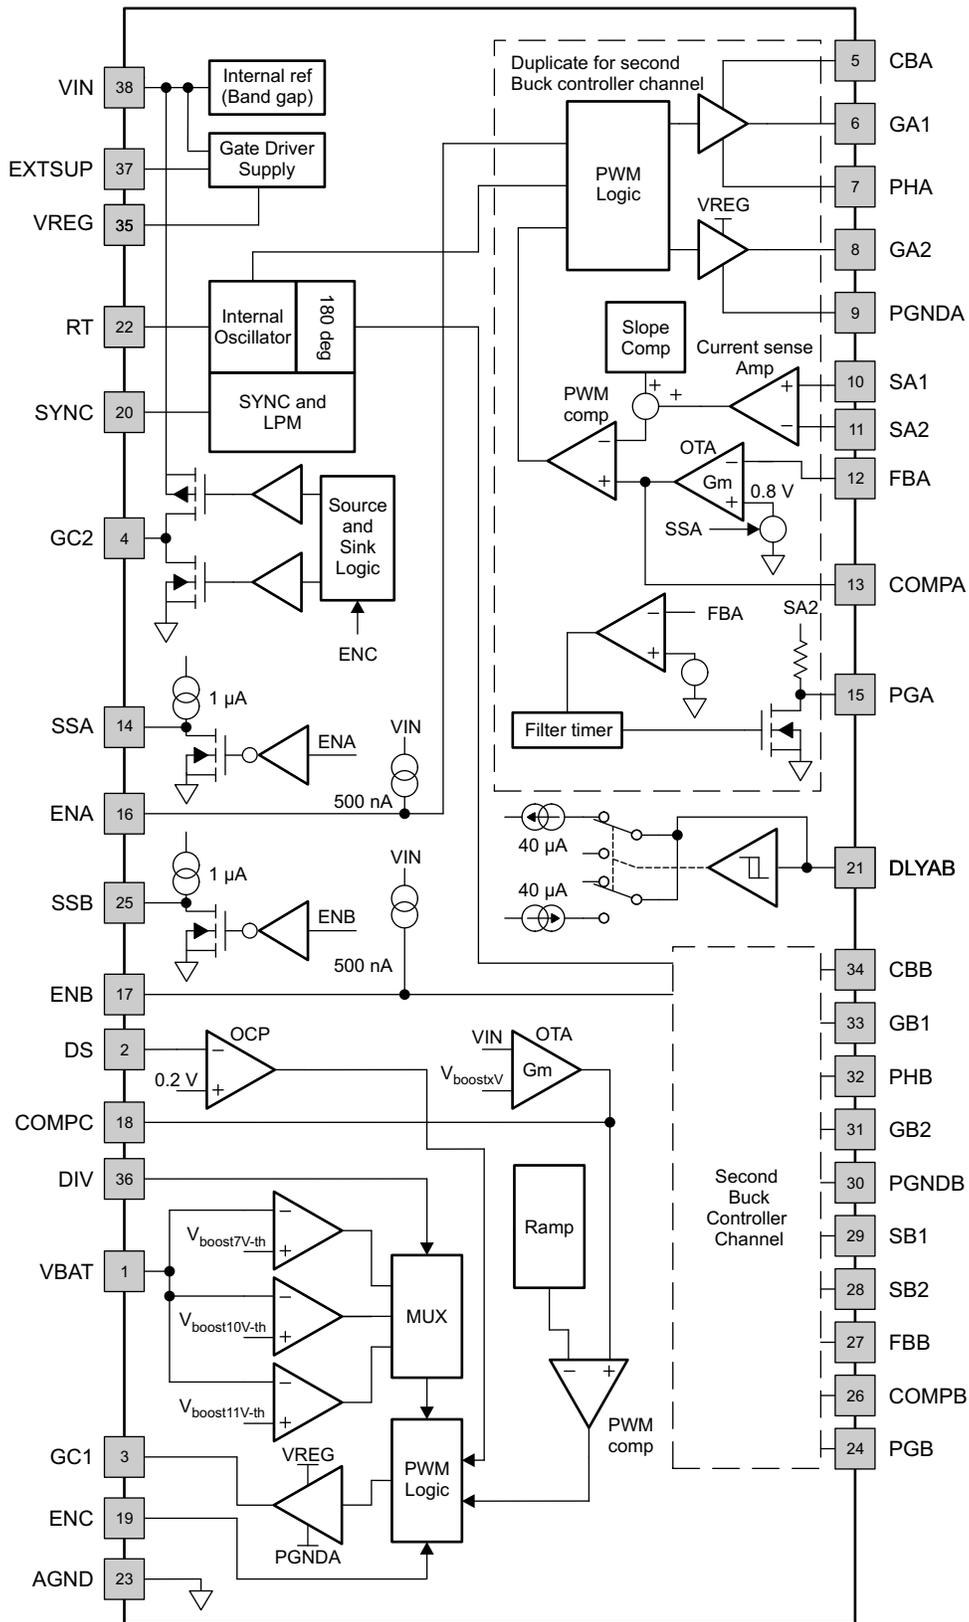 VIN
38
Internal ref
(Band gap)
EXTSUP
37
Gate Driver
Supply
VREG
35
RT
22
Internal
Oscillator
180 deg
SYNC
20
SYNC and
LPM
GC2
4
Source
and
Sink
Logic
ENC
SSA
14
1 µA
ENA
VIN
500 nA
ENA
16
SSB
25
1 µA
ENB
VIN
500 nA
ENB
17
DS
2
OCP
−
+
0.2 V
VIN
VboostxV
OTA
Gm
COMPC
18
DIV
36
VBAT
1
Vboost7V-th
−
+
Vboost10V-th
−
+
Vboost11V-th
−
+
MUX
Ramp
−
+
PWM
comp
PWM
Logic
GC1
3
VREG
PGNDA
ENC
19
AGND
23
Duplicate for second
Buck controller channel
PWM
Logic
VREG
Slope
Comp
Current sense
Amp
+
−
+
+
PWM
comp
−
+
OTA
Gm
−
+
0.8 V
SSA
FBA
−
+
SA2
Filter timer
40 µA
40 µA
Second
Buck
Controller
Channel
5
CBA
6
GA1
7
PHA
8
GA2
9
PGNDA
10
SA1
11
SA2
12
FBA
13
COMPA
15
PGA
21
DLYAB
34
CBB
33
GB1
32
PHB
31
GB2
30
PGNDB
29
SB1
28
SB2
27
FBB
26
COMPB
24
PGB